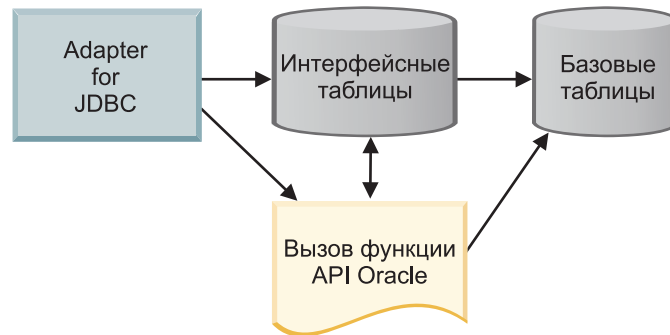 Adapter
for
JDBC
Интерфейсные
таблицы
Базовые
таблицы
Вызов функции
API Oracle